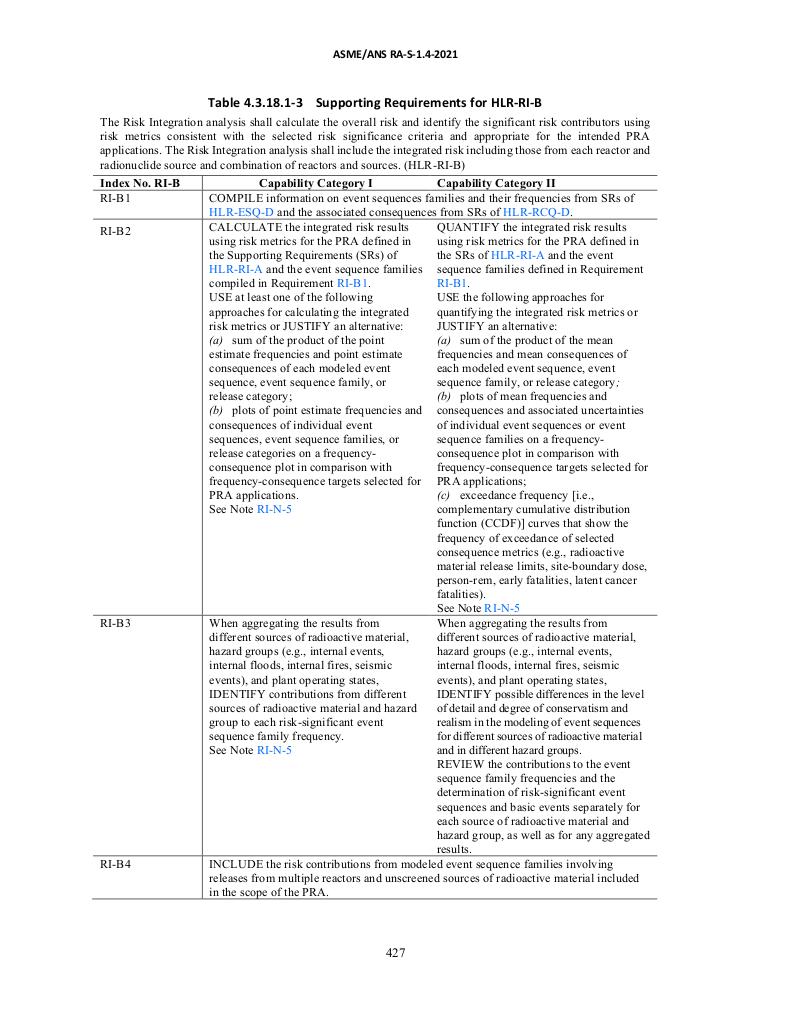 ASME/ANS RA-S-1.4-2021
Table 4.3.18.1-3 Supporting Requirements for HLR-RI-B
The Risk Integration analysis shall calculate the overall risk and identify the significant risk contributors using
risk metrics consistent with the selected risk significance criteria and appropriate for the intended PRA
applications. The Risk Integration analysis shall include the integrated risk including those from each reactor and
radionuclide source and combination of reactors and sources. (HLR-RI-B)
Index No. RI-B
Capability Category I
Capability Category II
RI-B1
COMPILE information on event sequences families and their frequencies from SRs of
HLR-ESQ-D and the associated consequences from SRs of HLR-RCQ-D.
RI-B2
CALCULATE the integrated risk results
using risk metrics for the PRA defined in
the Supporting Requirements (SRs) of
HLR-RI-A and the event sequence families
compiled in Requirement RI-B1.
USE at least one of the following
approaches for calculating the integrated
risk metrics or JUSTIFY an alternative:
(a) sum of the product of the point
estimate frequencies and point estimate
consequences of each modeled event
sequence, event sequence family, or
release category;
(b) plots of point estimate frequencies and
consequences of individual event
sequences, event sequence families, or
release categories on a frequency-
consequence plot in comparison with
frequency-consequence targets selected for
PRA applications.
See Note RI-N-5
QUANTIFY the integrated risk results
using risk metrics for the PRA defined in
the SRs of HLR-RI-A and the event
sequence families defined in Requirement
RI-B1.
USE the following approaches for
quantifying the integrated risk metrics or
JUSTIFY an alternative:
(a) sum of the product of the mean
frequencies and mean consequences of
each modeled event sequence, event
sequence family, or release category;
(b) plots of mean frequencies and
consequences and associated uncertainties
of individual event sequences or event
sequence families on a frequency-
consequence plot in comparison with
frequency-consequence targets selected for
PRA applications;
(c) exceedance frequency [i.e.,
complementary cumulative distribution
function (CCDF)] curves that show the
frequency of exceedance of selected
consequence metrics (e.g., radioactive
material release limits, site-boundary dose,
person-rem, early fatalities, latent cancer
fatalities).
See Note RI-N-5
RI-B3
When aggregating the results from
different sources of radioactive material,
hazard groups (e.g., internal events,
internal floods, internal fires, seismic
events), and plant operating states,
IDENTIFY contributions from different
sources of radioactive material and hazard
group to each risk-significant event
sequence family frequency.
See Note RI-N-5
When aggregating the results from
different sources of radioactive material,
hazard groups (e.g., internal events,
internal floods, internal fires, seismic
events), and plant operating states,
IDENTIFY possible differences in the level
of detail and degree of conservatism and
realism in the modeling of event sequences
for different sources of radioactive material
and in different hazard groups.
REVIEW the contributions to the event
sequence family frequencies and the
determination of risk-significant event
sequences and basic events separately for
each source of radioactive material and
hazard group, as well as for any aggregated
results.
RI-B4
INCLUDE the risk contributions from modeled event sequence families involving
releases from multiple reactors and unscreened sources of radioactive material included
in the scope of the PRA.
427